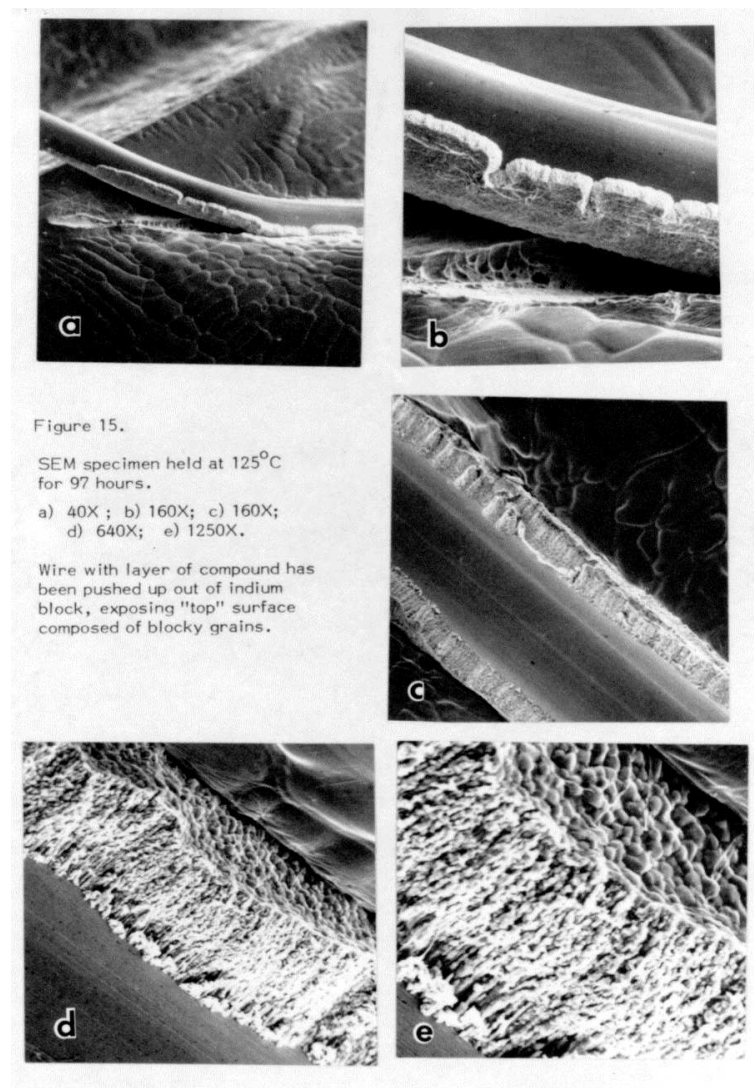 a
b
Figure 15.
SEM specimen held at 125°C
for 97 hours.
a) 40X ; b) 160X; c) 160X;
d) 640X; e) 1250X.
Wire with layer of compound has
been pushed up out of indium
block, exposing "top" surface
composed of blocky grains.
c
d
e